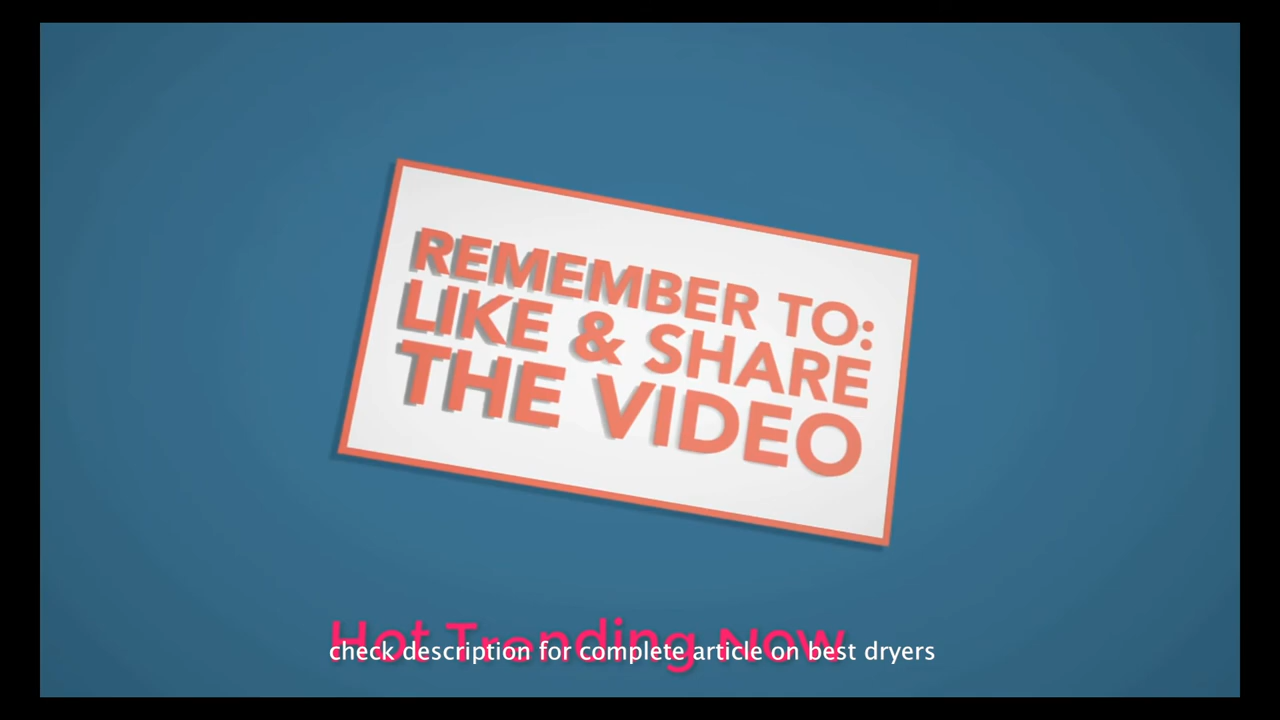 REMEMBER TO:
LIKE & SHARE
THE VIDEO
Hot Trending Now
check description for complete article on best dryers